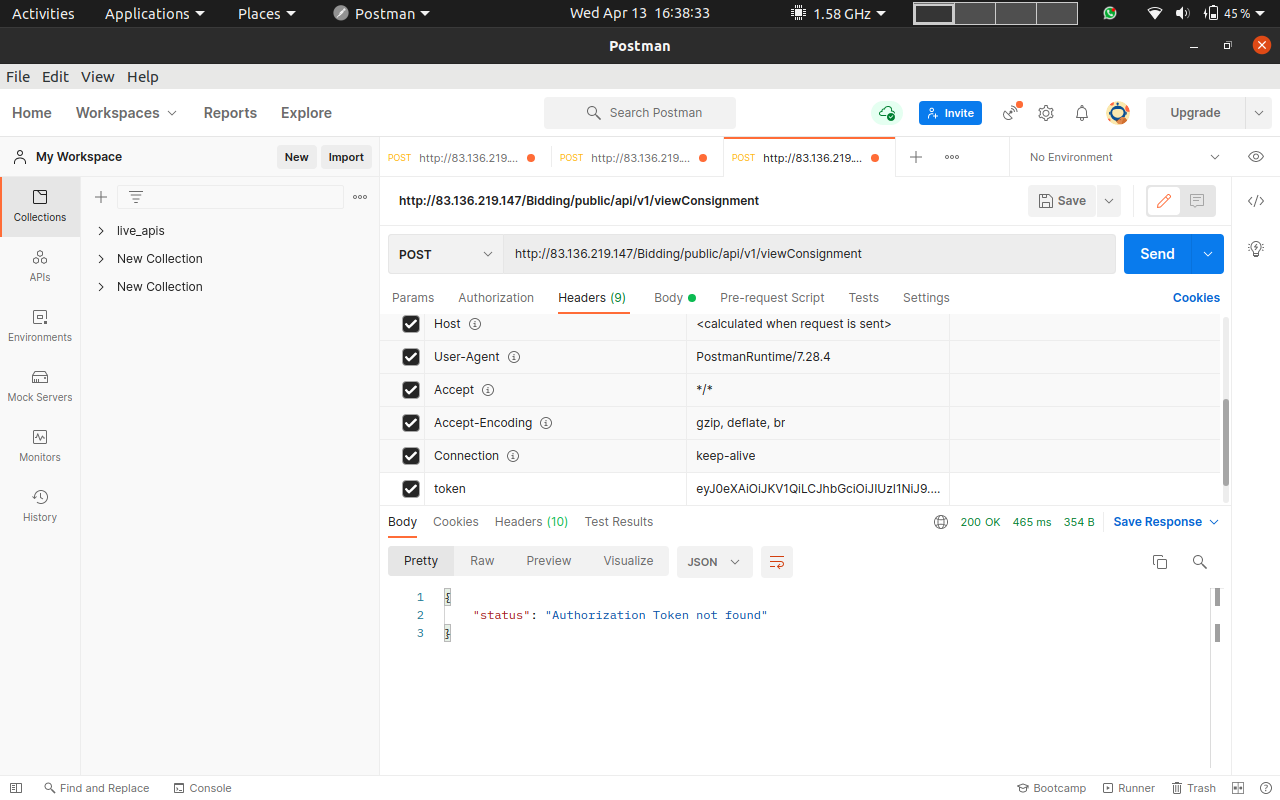 Activities Applications Places Postman Wed Apr 13 16:38:33 1.58 GHz 45 %
Postman
File Edit View Help
Home Workspaces Reports Explore Search Postman Invite Upgrade
My Workspace New Import POST http://83.136.219.... POST http://83.136.219.... POST http://83.136.219.... No Environment
Collections
APIs
Environments
Mock Servers
Monitors
History
live_apis
New Collection
New Collection
http://83.136.219.147/Bidding/public/api/v1/viewConsignment Save
POST http://83.136.219.147/Bidding/public/api/v1/viewConsignment Send
Params Authorization Headers (9) Body Pre-request Script Tests Settings Cookies
Host <calculated when request is sent>
User-Agent PostmanRuntime/7.28.4
Accept */*
Accept-Encoding gzip, deflate, br
Connection keep-alive
token eyJ0eXAiOiJKV1QiLCJhbGciOiJIUzI1NiJ9....
Body Cookies Headers (10) Test Results 200 OK 465 ms 354 B Save Response
Pretty Raw Preview Visualize JSON
1 {
2 "status": "Authorization Token not found"
3 }
Find and Replace Console Bootcamp Runner Trash